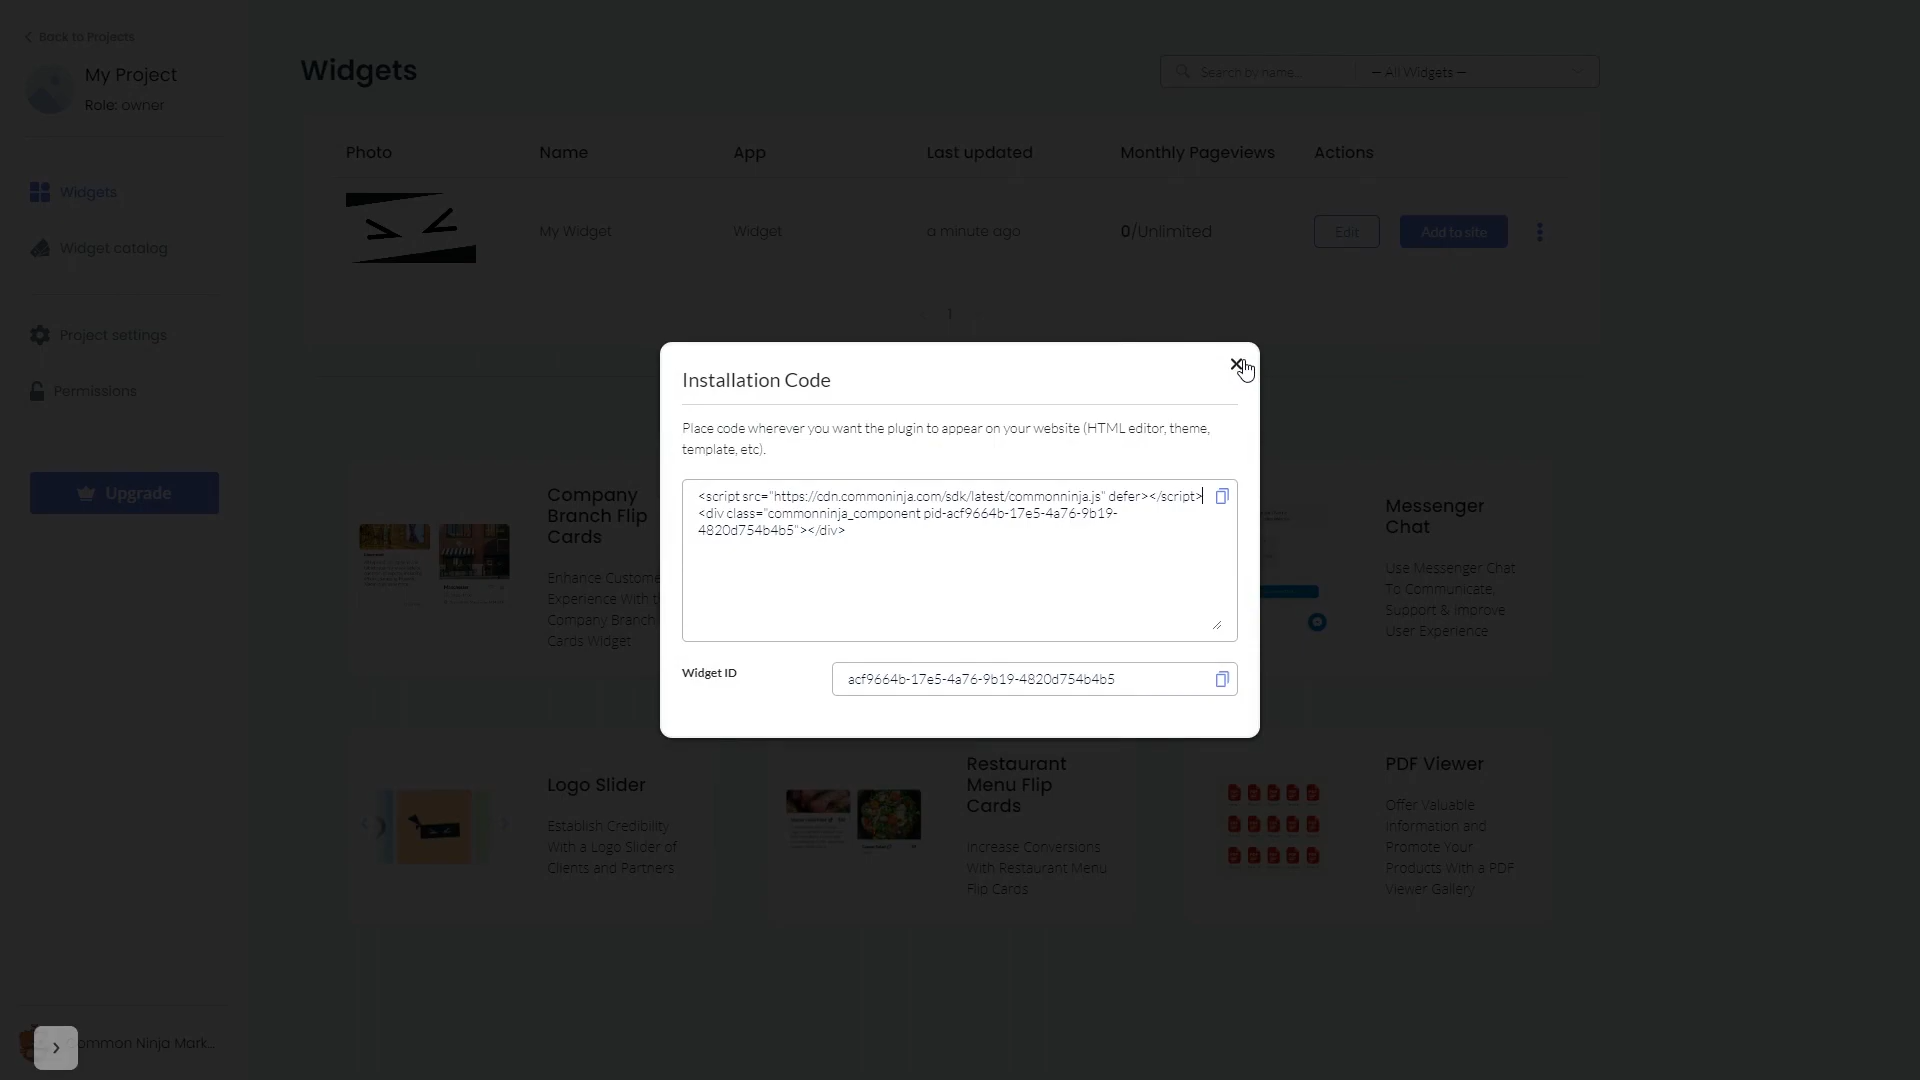 Back to Projects
My Project
Role: owner
Widgets
Widget catalog
Project settings
Permissions
Upgrade
Widgets
Search by name...
— All Widgets —
Photo
Name
App
Last updated
Monthly Pageviews
Actions
My Widget
Widget
a minute ago
0/Unlimited
Edit
Add to site
1
Installation Code
Place code wherever you want the plugin to appear on your website (HTML editor, theme,
template, etc).
<script src="https://cdn.commoninja.com/sdk/latest/commonninja.js" defer></script>
<div class="commonninja_component pid-acf9664b-17e5-4a76-9b19-
4820d754b4b5"></div>
Widget ID
acf9664b-17e5-4a76-9b19-4820d754b4b5
Company
Branch Flip
Cards
Enhance Custome
Experience With
Company Branch
Cards Widget
Messenger
Chat
Use Messenger Chat
To Communicate,
Support & Improve
User Experience
Logo Slider
Establish Credibility
With a Logo Slider of
Clients and Partners
Restaurant
Menu Flip
Cards
Increase Conversions
With Restaurant Menu
Flip Cards
PDF Viewer
Offer Valuable
Information and
Promote Your
Products With a PDF
Viewer Gallery
ommon Ninja Mark...